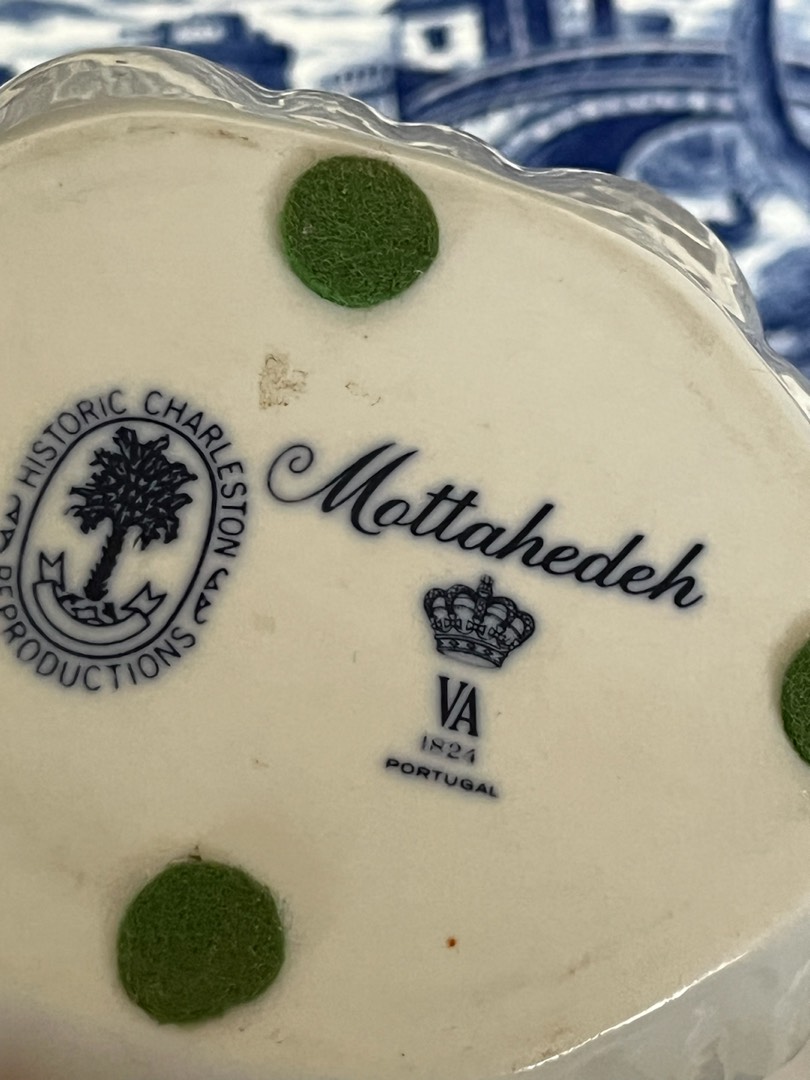 HISTORIC CHARLESTON
REPRODUCTIONS
Mottahedeh
VA
1824
PORTUGAL